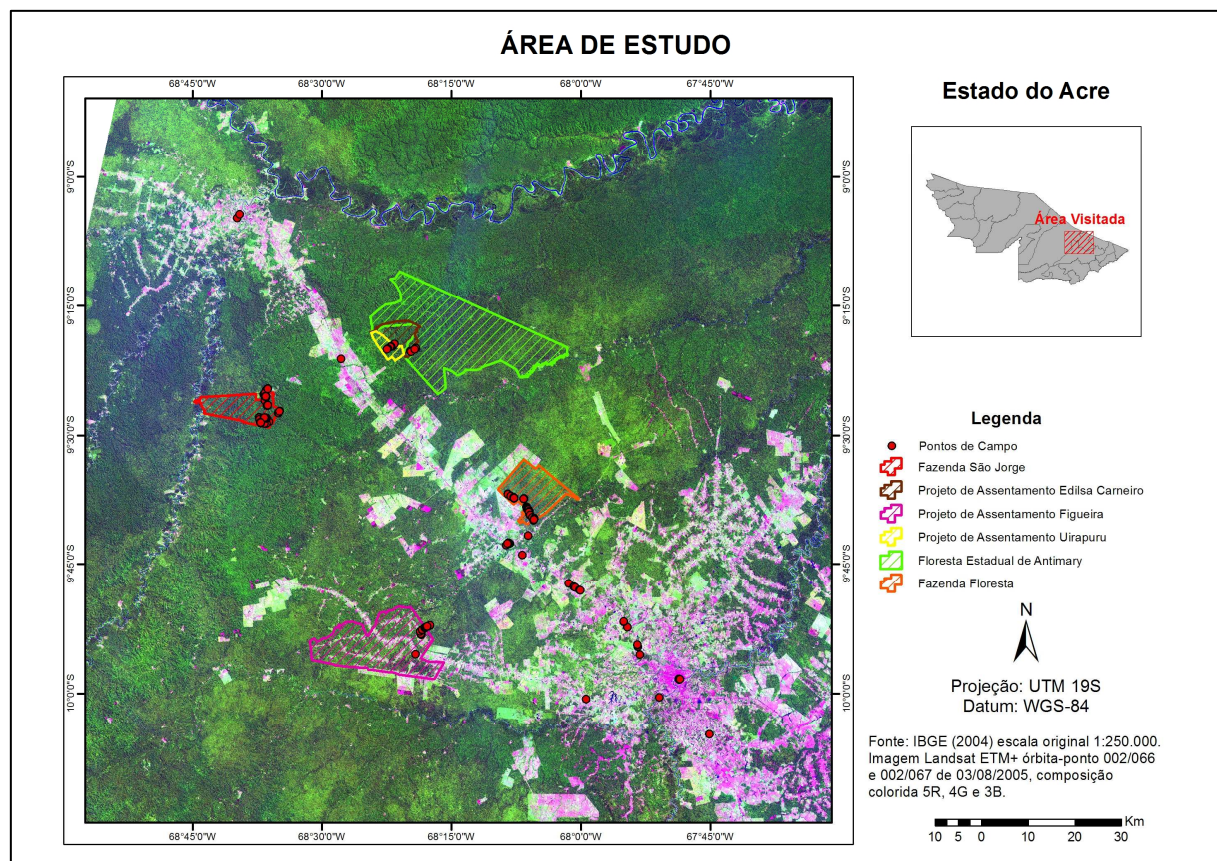 ÁREA DE ESTUDO
68°45'0"W 68°30'0"W 68°15'0"W 68°0'0"W 67°45'0"W
9°0'0"S 9°0'0"S
9°15'0"S 9°15'0"S
9°30'0"S 9°30'0"S
9°45'0"S 9°45'0"S
10°0'0"S 10°0'0"S
68°45'0"W 68°30'0"W 68°15'0"W 68°0'0"W 67°45'0"W
Estado do Acre
Área Visitada
Legenda
Pontos de Campo
Fazenda São Jorge
Projeto de Assentamento Edilsa Carneiro
Projeto de Assentamento Figueira
Projeto de Assentamento Uirapuru
Floresta Estadual de Antimary
Fazenda Floresta
N
Projeção: UTM 19S
Datum: WGS-84
Fonte: IBGE (2004) escala original 1:250.000.
Imagem Landsat ETM+ órbita-ponto 002/066
e 002/067 de 03/08/2005, composição
colorida 5R, 4G e 3B.
Km
10 5 0 10 20 30